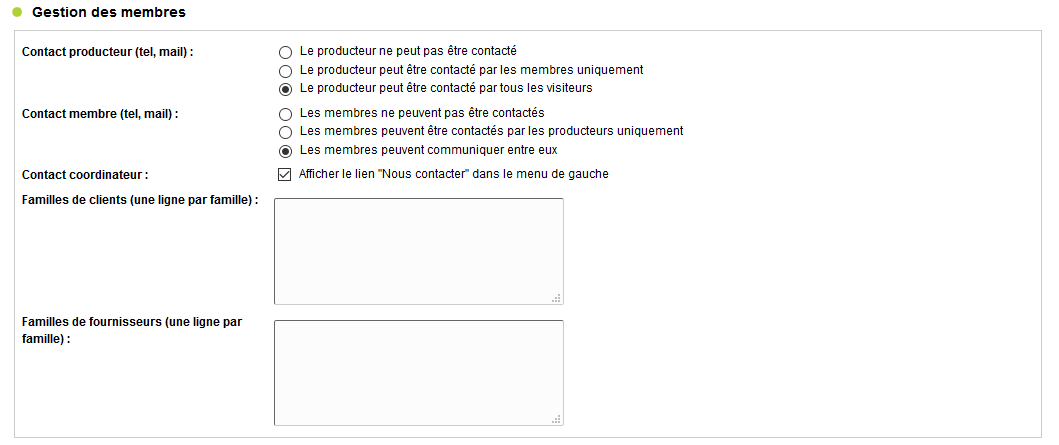 Gestion des membres
Contact producteur (tel, mail) :
Le producteur ne peut pas être contacté
Le producteur peut être contacté par les membres uniquement
Le producteur peut être contacté par tous les visiteurs
Contact membre (tel, mail) :
Les membres ne peuvent pas être contactés
Les membres peuvent être contactés par les producteurs uniquement
Les membres peuvent communiquer entre eux
Contact coordinateur :
Afficher le lien "Nous contacter" dans le menu de gauche
Familles de clients (une ligne par famille) :
Familles de fournisseurs (une ligne par
famille) :